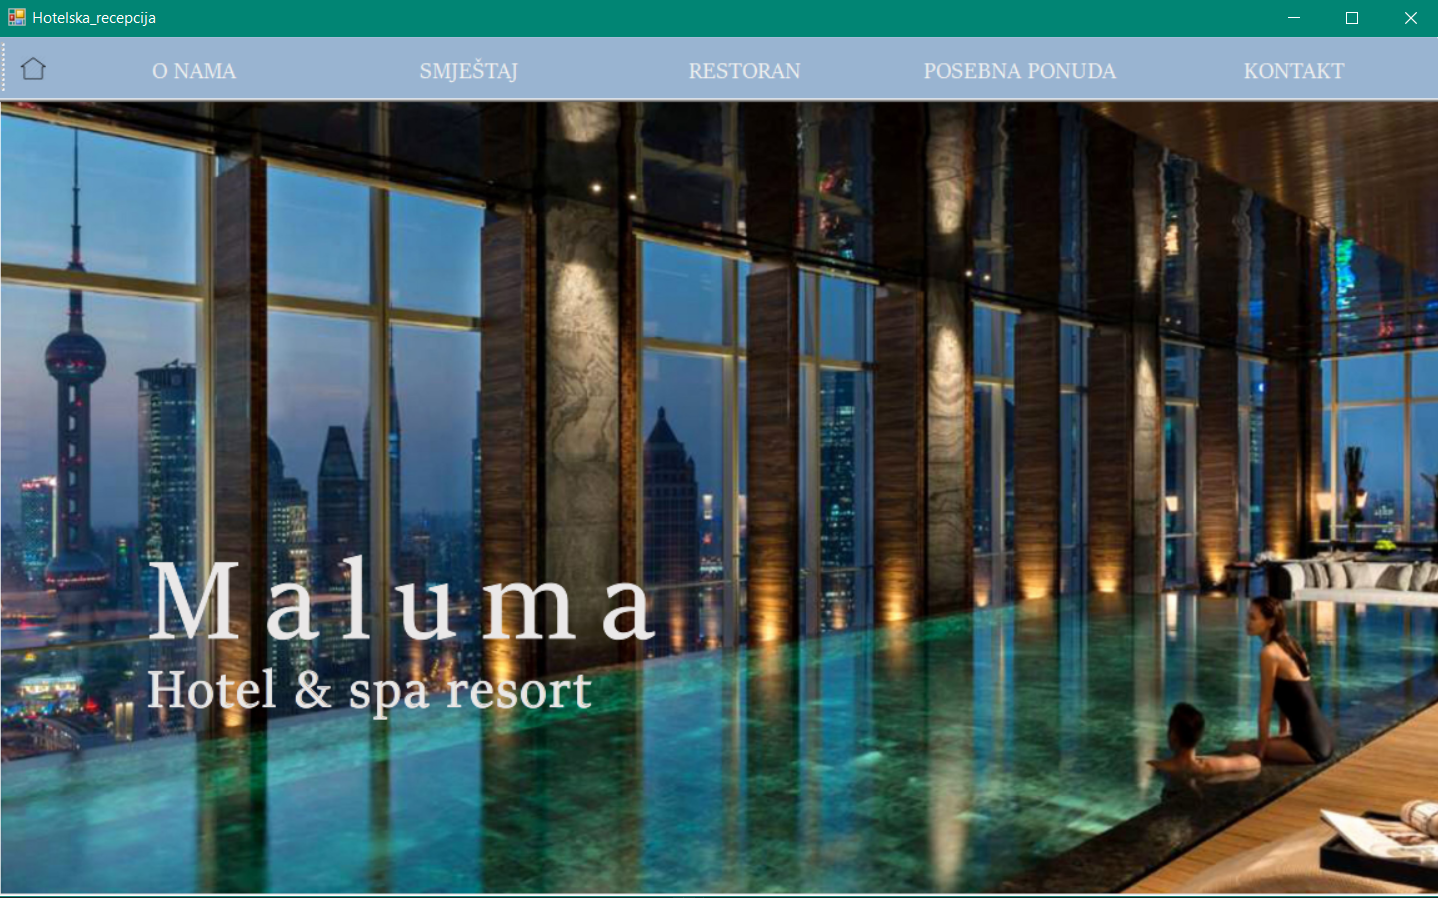 Hotelska_recepcija
O NAMA
SMJEŠTAJ
RESTORAN
POSEBNA PONUDA
KONTAKT
Maluma
Hotel & spa resort